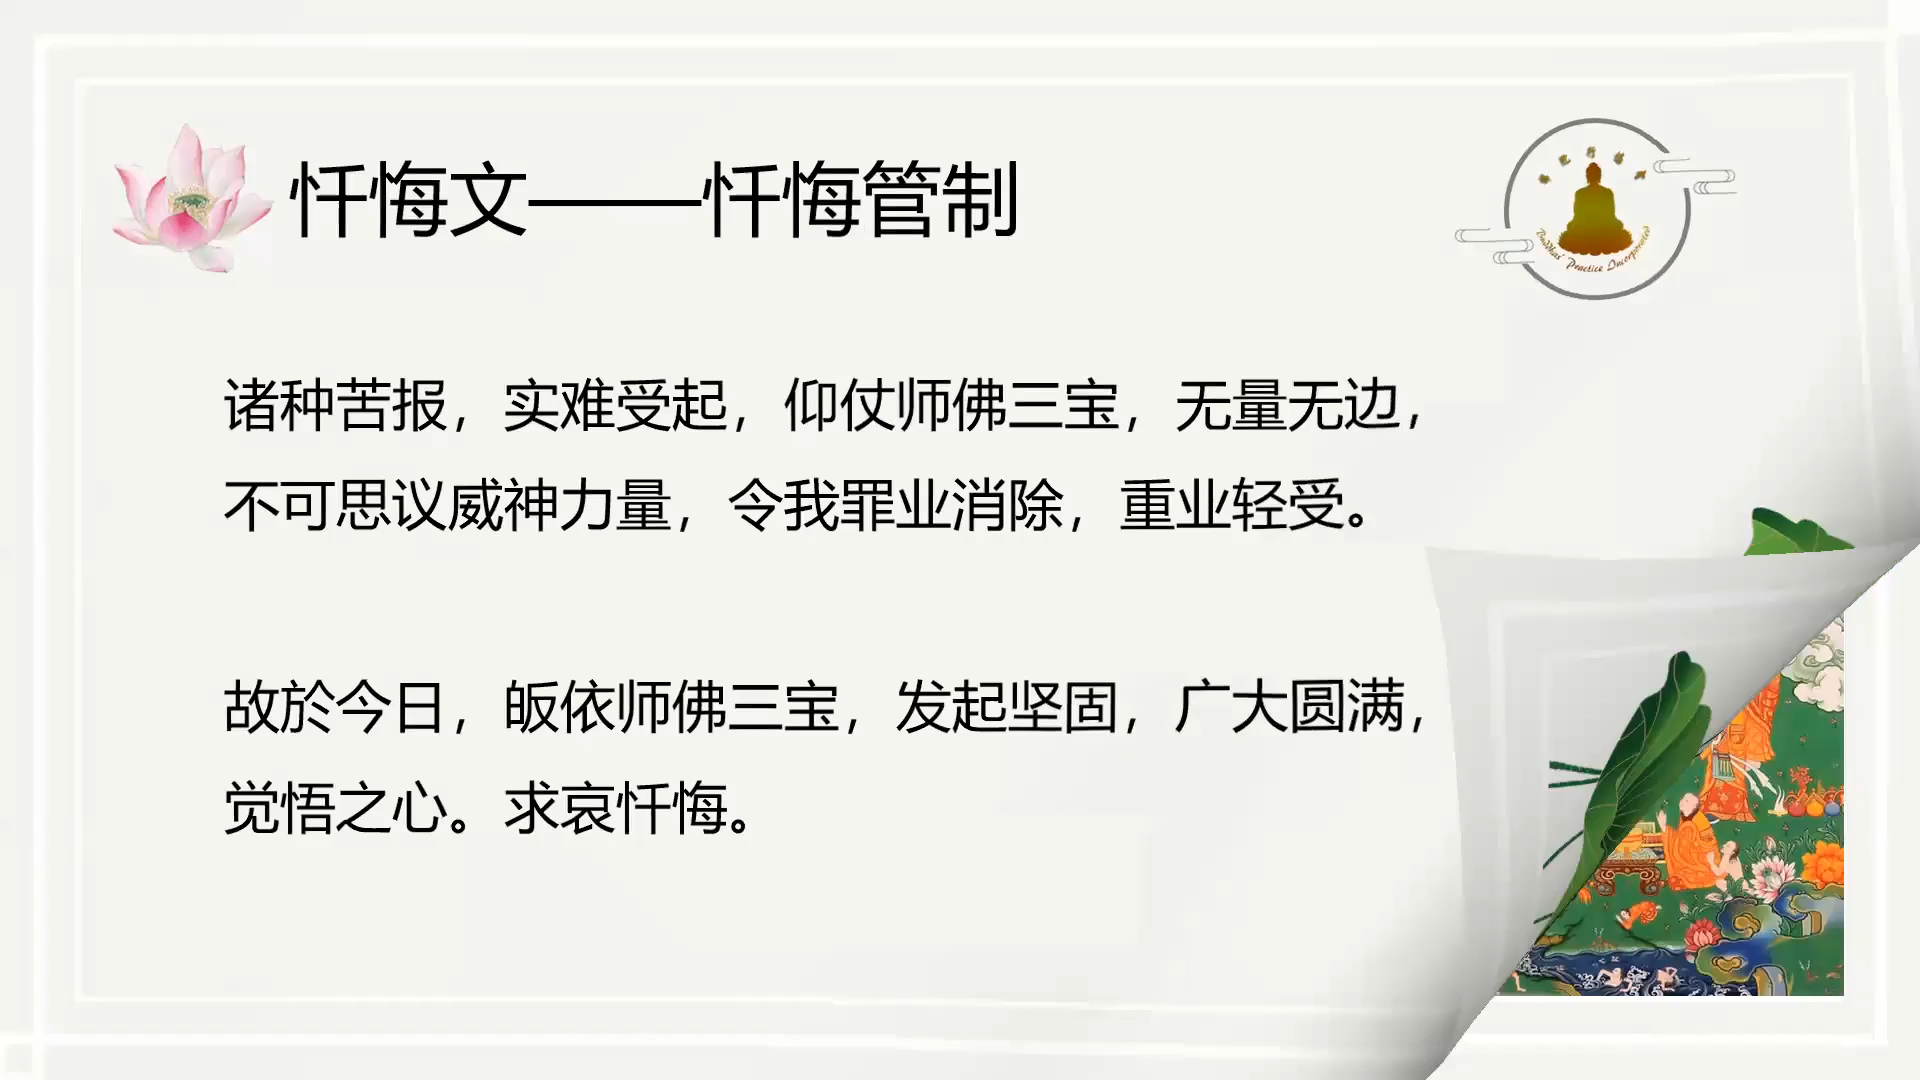 忏悔文——忏悔管制
Buddhas' Practice Incorporated
诸种苦报，实难受起，仰仗师佛三宝，无量无边，
不可思议威神力量，令我罪业消除，重业轻受。
故於今日，皈依师佛三宝，发起坚固，广大圆满，
觉悟之心。求哀忏悔。